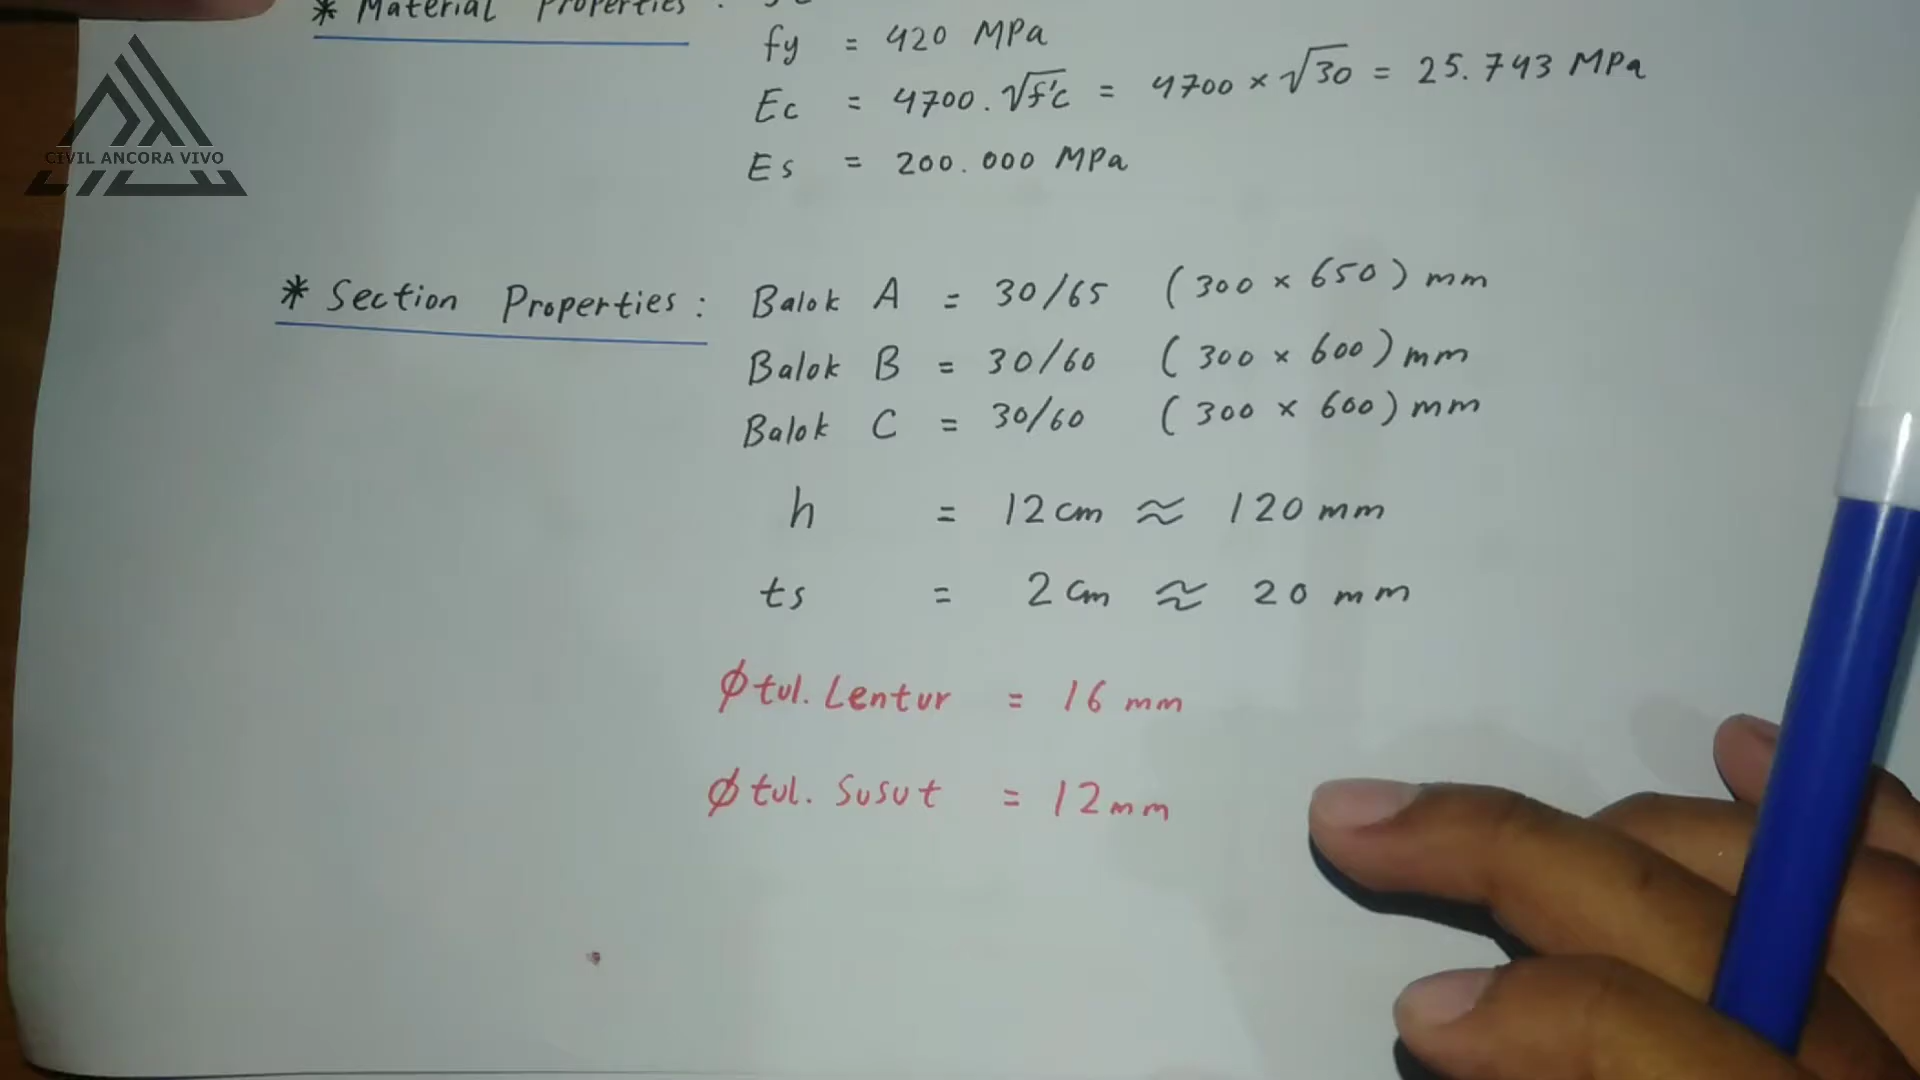 * Material Properties :
fy = 420 MPa
Ec = 4700.√f'c = 4700 × √30 = 25.743 MPa
Es = 200.000 MPa
CIVIL ANCORA VIVO
* Section Properties : Balok A = 30/65 (300 × 650) mm
Balok B = 30/60 (300 × 600) mm
Balok C = 30/60 (300 × 600) mm
h = 12 cm ≈ 120 mm
ts = 2 cm ≈ 20 mm
φ tul. Lentur = 16 mm
φ tul. Susut = 12 mm